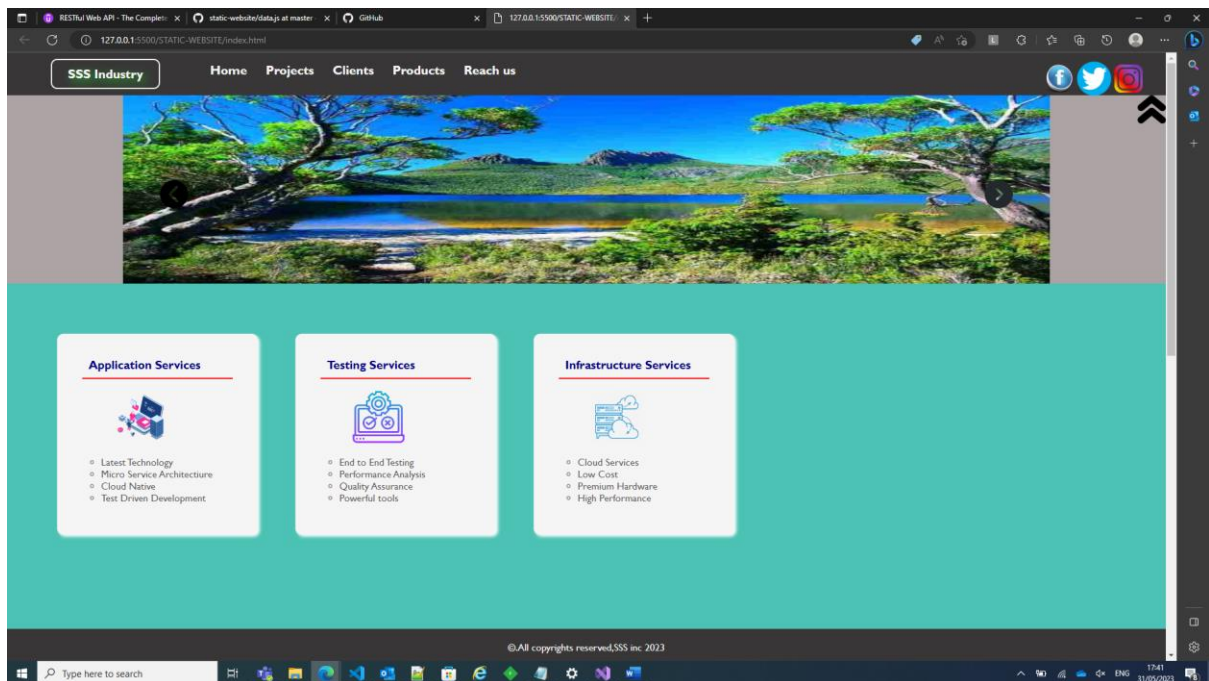 RESTful Web API - The Complete
static-website/data.js at master
GitHub
127.0.0.1:5500/STATIC-WEBSITE/
127.0.0.1:5500/STATIC-WEBSITE/index.html
SSS Industry
Home Projects Clients Products Reach us
Application Services
Latest Technology
Micro Service Architectiure
Cloud Native
Test Driven Development
Testing Services
End to End Testing
Performance Analysis
Quality Assurance
Powerful tools
Infrastructure Services
Cloud Services
Low Cost
Premium Hardware
High Performance
©.All copyrights reserved,SSS inc 2023
Type here to search
ENG
17:41
31/05/2023